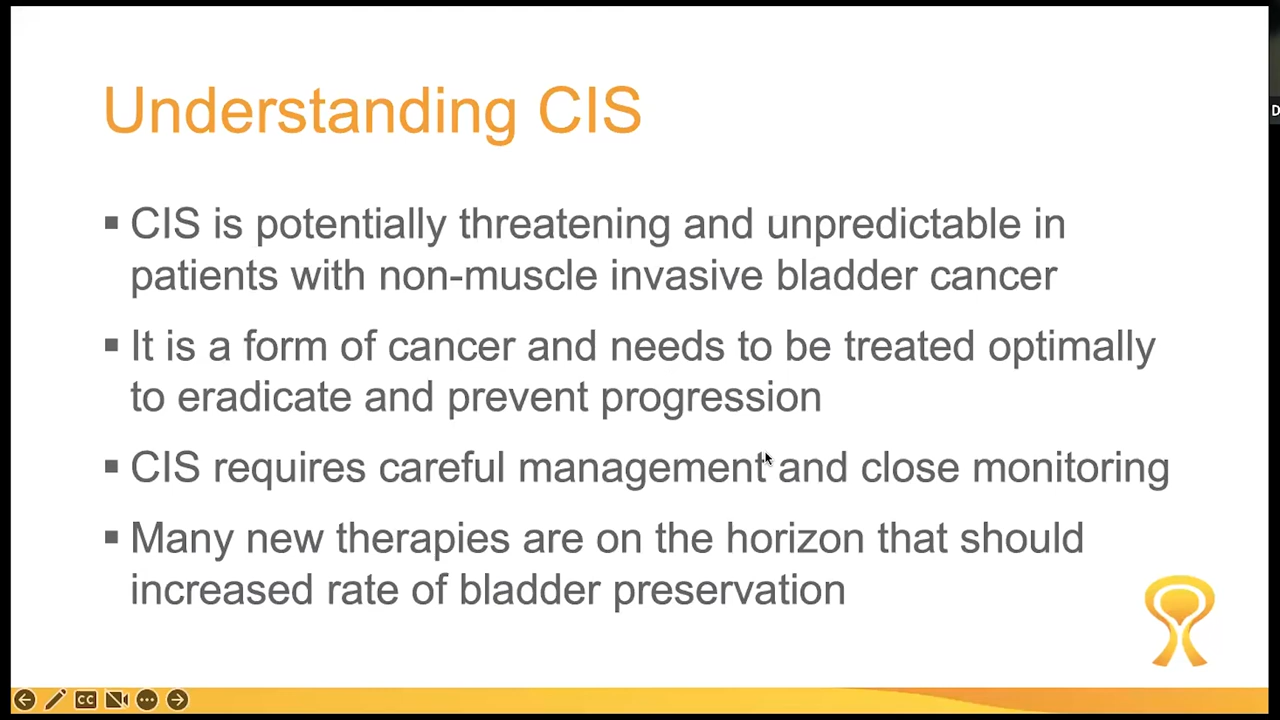 Understanding CIS
▪ CIS is potentially threatening and unpredictable in
patients with non-muscle invasive bladder cancer
▪ It is a form of cancer and needs to be treated optimally
to eradicate and prevent progression
▪ CIS requires careful management and close monitoring
▪ Many new therapies are on the horizon that should
increased rate of bladder preservation
CC
D